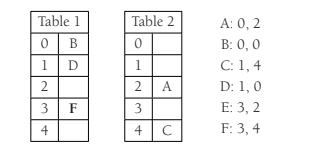 Table 1 Table 2 A: 0, 2
0 B 0 B: 0, 0
1 D 1 C: 1, 4
2 2 A D: 1, 0
3 F 3 E: 3, 2
4 4 C F: 3, 4